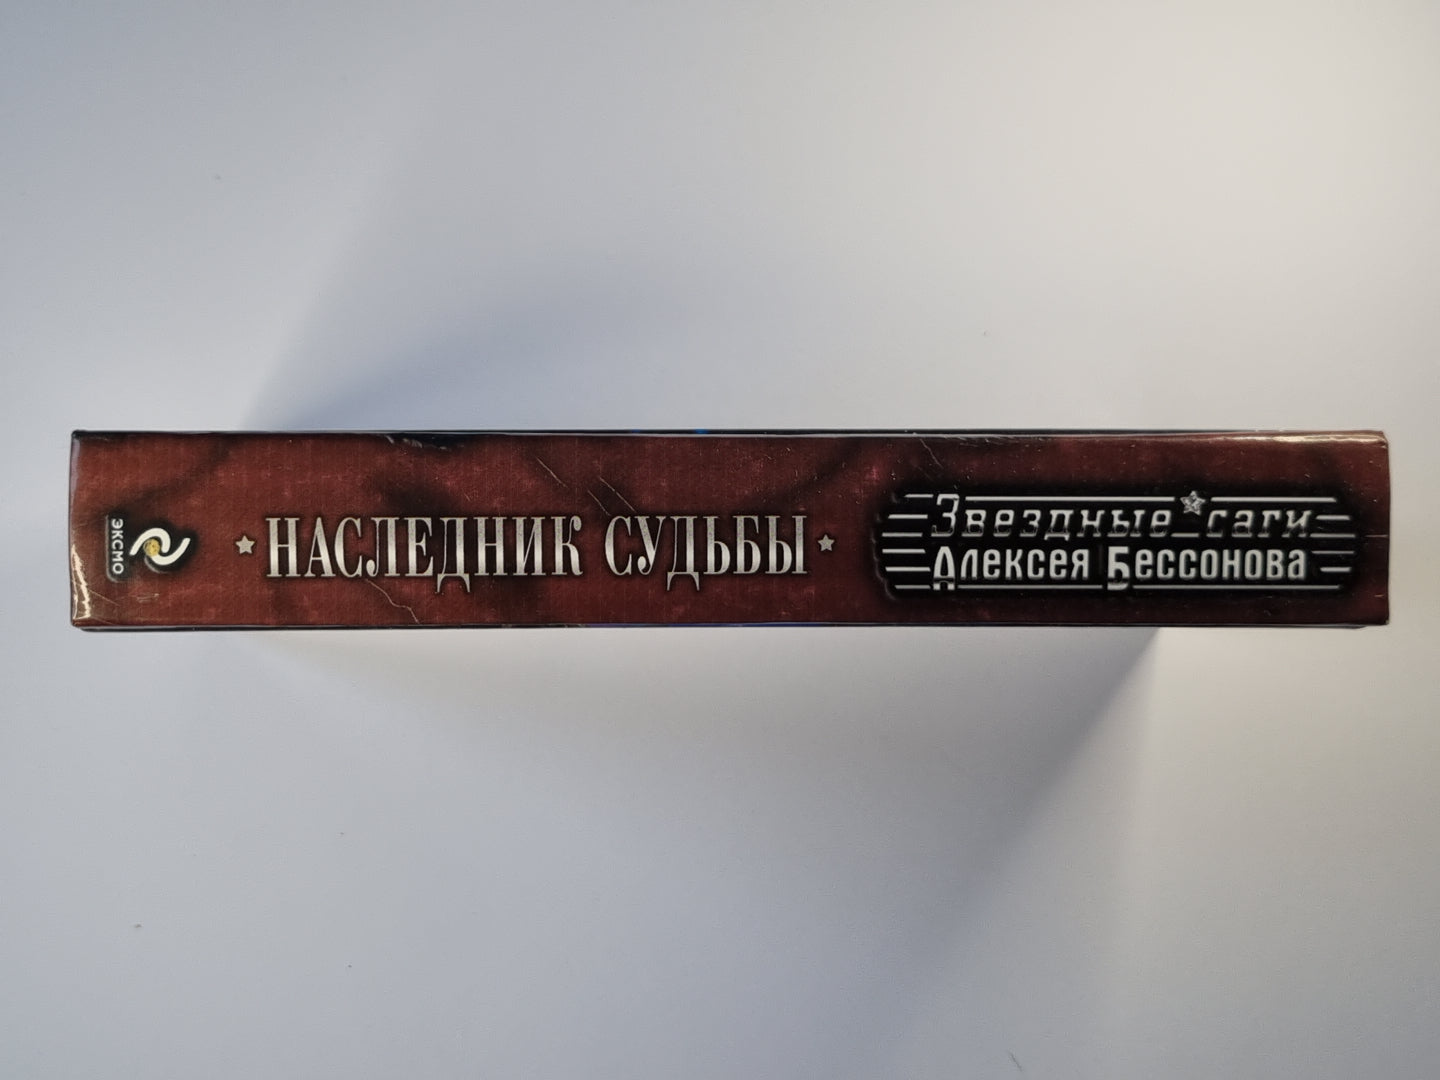 ЭКСМО
НАСЛЕДНИК СУДЬБЫ
Звездные саги
Алексея Бессонова